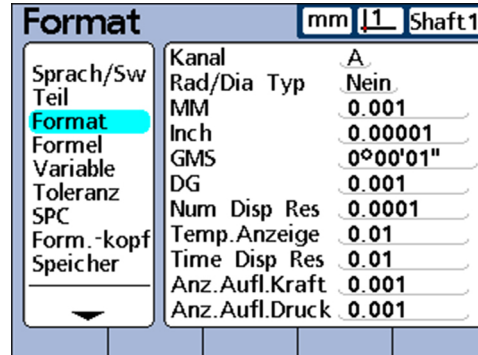 Format
mm 1 Shaft1
Sprach/Sw
Teil
Format
Formel
Variable
Toleranz
SPC
Form.-kopf
Speicher
Kanal A
Rad/Dia Typ Nein
MM 0.001
Inch 0.00001
GMS 0°00'01"
DG 0.001
Num Disp Res 0.0001
Temp.Anzeige 0.01
Time Disp Res 0.01
Anz.Aufl.Kraft 0.001
Anz.Aufl.Druck 0.001